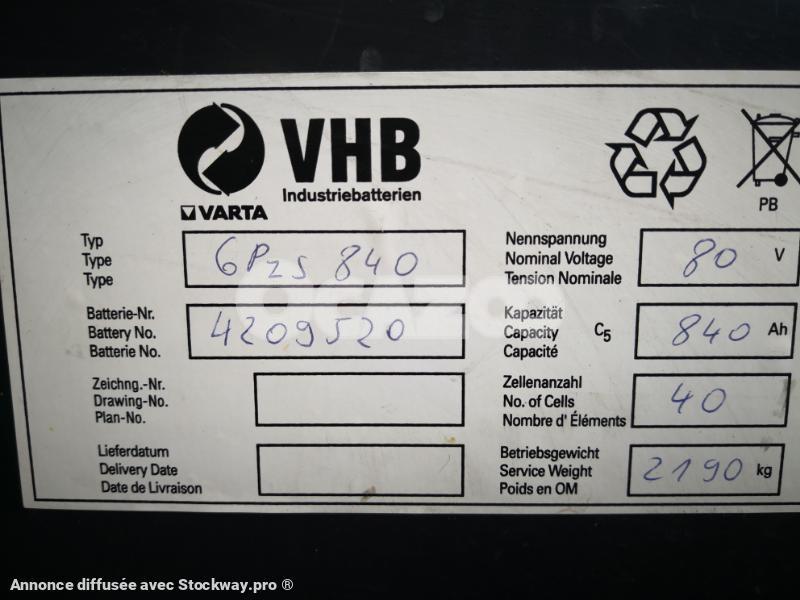 VHB
Industriebatterien
VARTA
PB
Typ
Type
Type
6Pzs 840
Nennspannung
Nominal Voltage
Tension Nominale
80 V
Batterie-Nr.
Battery No.
Batterie No.
4209520
Kapazität
Capacity C5
Capacité
840 Ah
Zeichng.-Nr.
Drawing-No.
Plan-No.
Zellenanzahl
No. of Cells
Nombre d' Éléments
40
Lieferdatum
Delivery Date
Date de Livraison
Betriebsgewicht
Service Weight
Poids en OM
2190 kg
OCAZOO
Annonce diffusée avec Stockway.pro ®